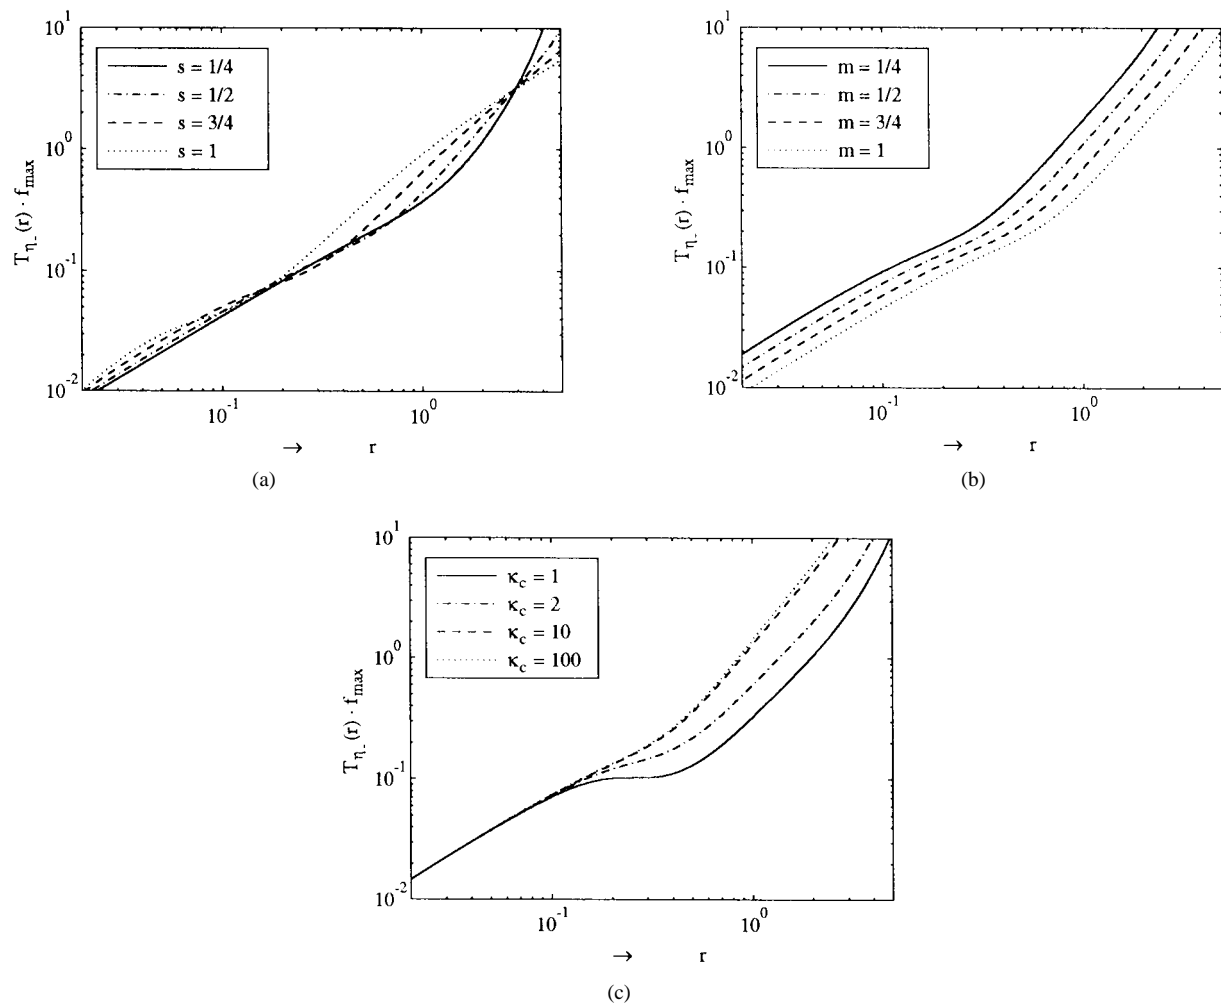 10^1
10^0
10^-1
10^-2
T_η_-(r) · f_max
s = 1/4
s = 1/2
s = 3/4
s = 1
10^-1
10^0
→ r
(a)
10^1
10^0
10^-1
10^-2
T_η_-(r) · f_max
m = 1/4
m = 1/2
m = 3/4
m = 1
10^-1
10^0
→ r
(b)
10^1
10^0
10^-1
10^-2
T_η_-(r) · f_max
κ_c = 1
κ_c = 2
κ_c = 10
κ_c = 100
10^-1
10^0
→ r
(c)